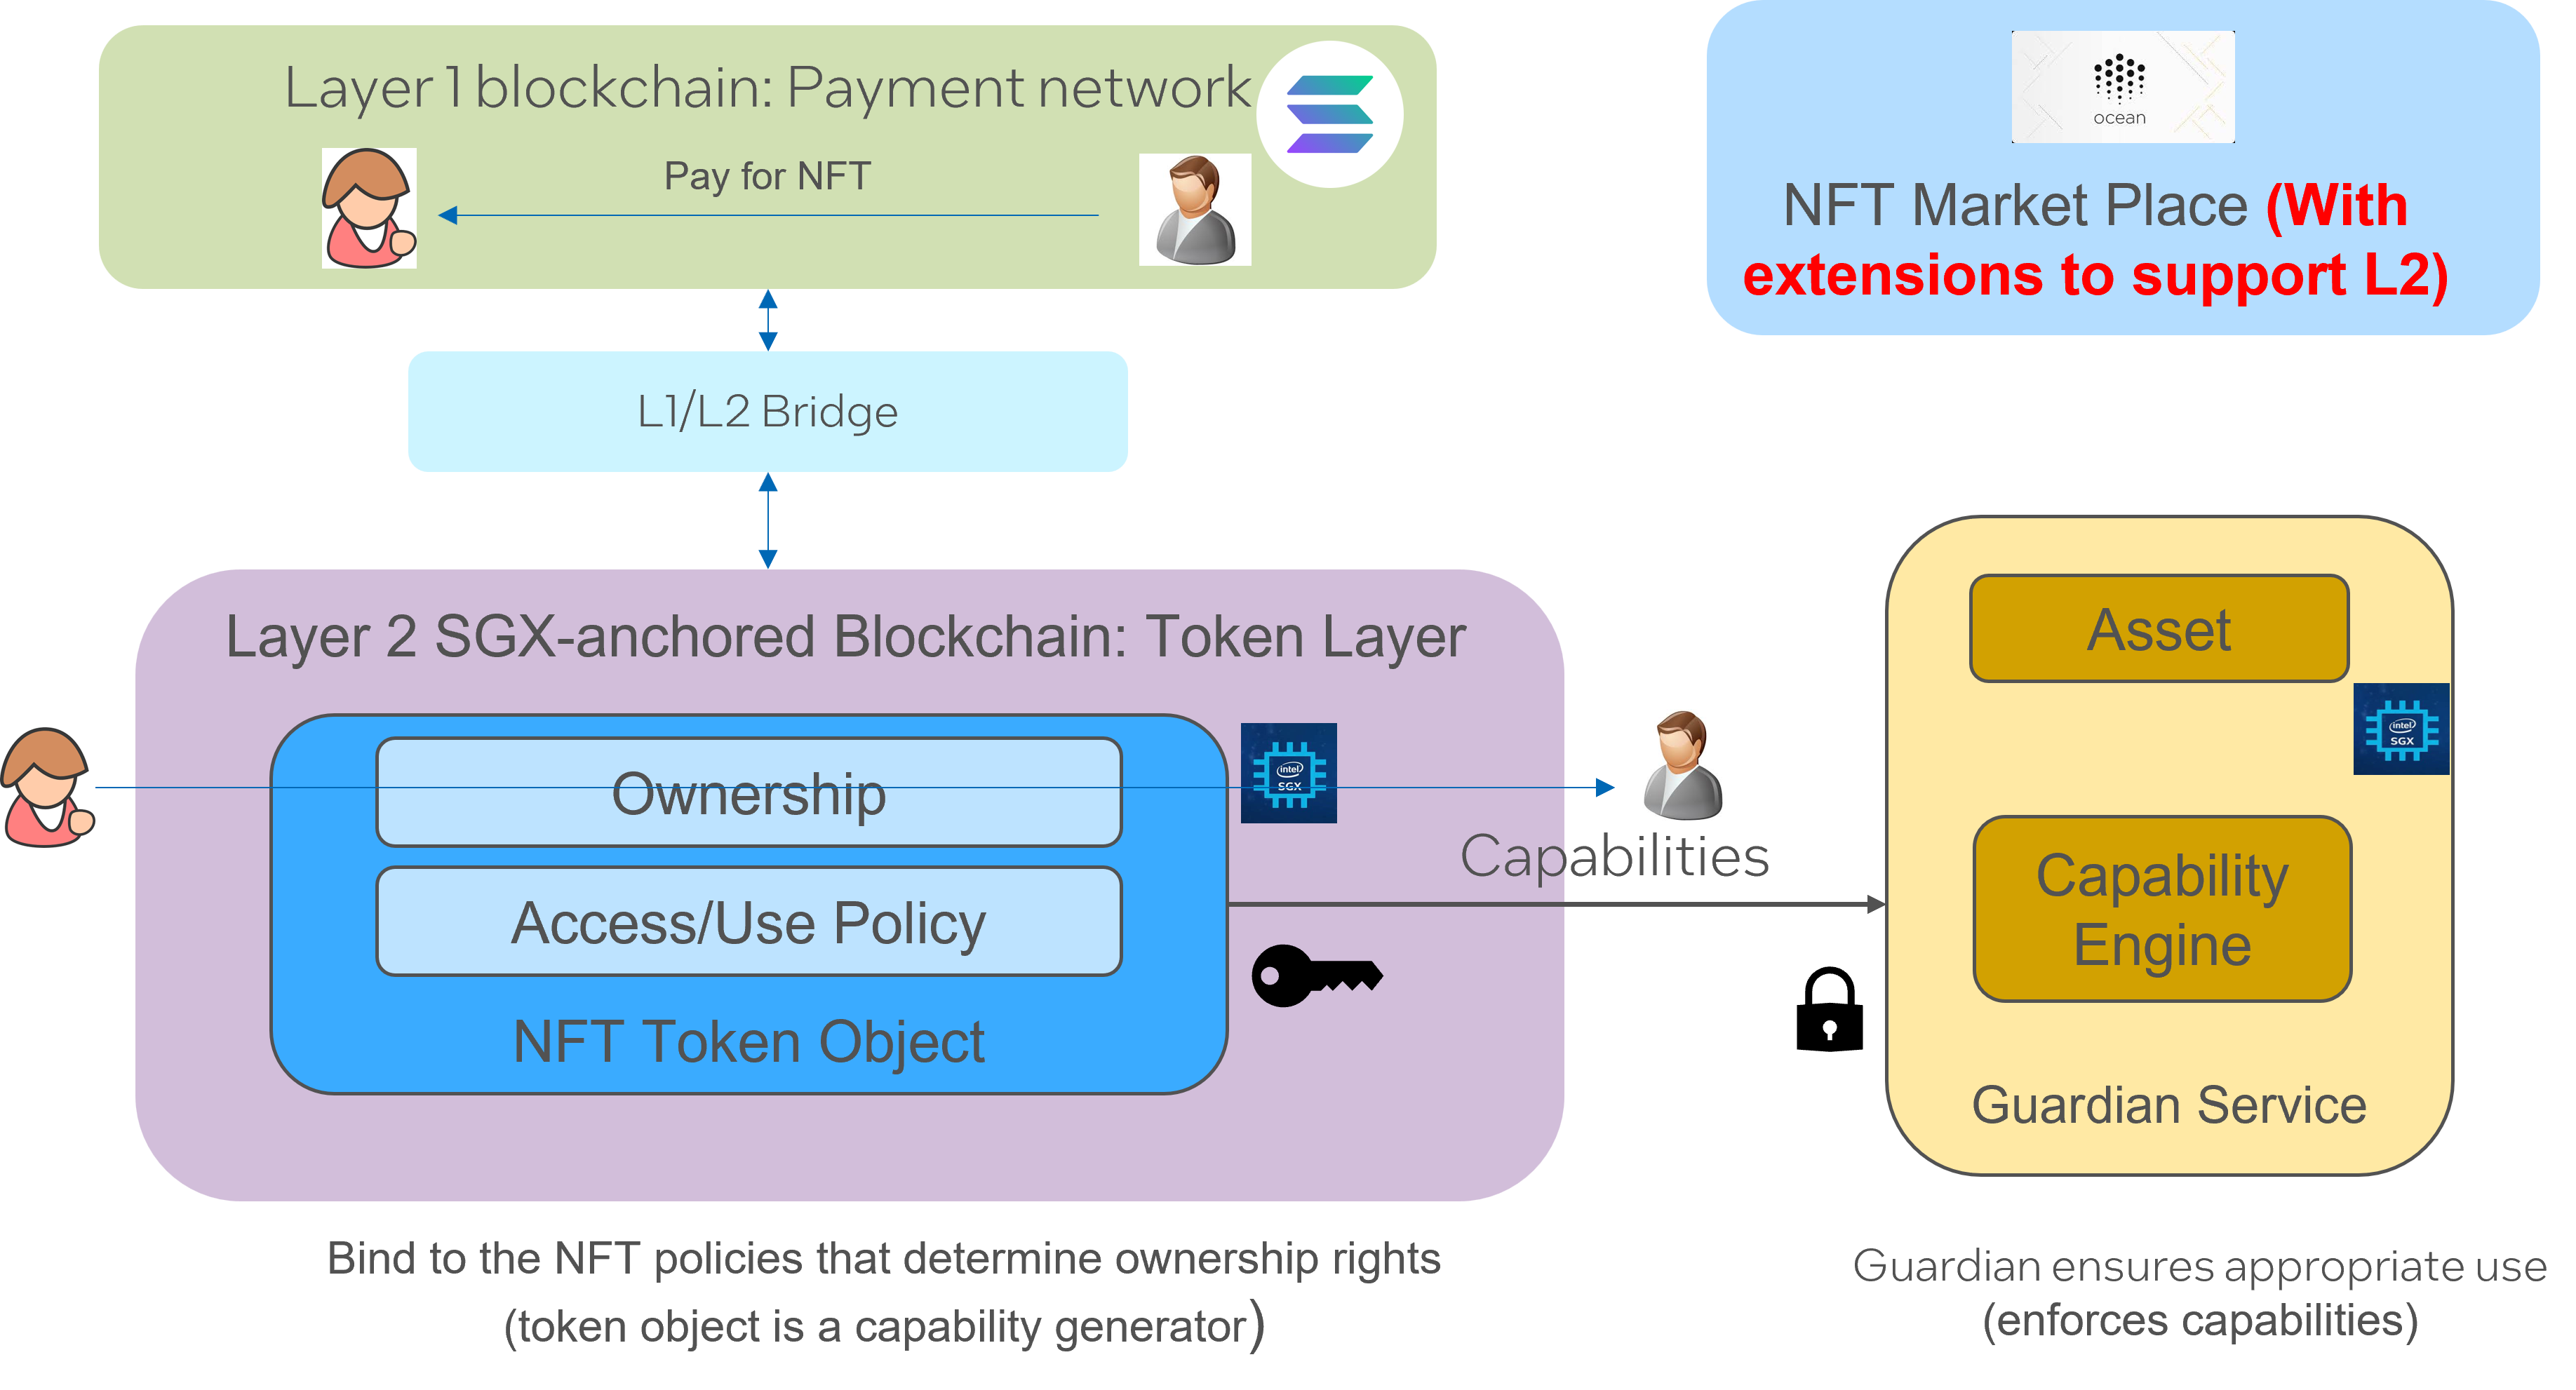 Layer 1 blockchain: Payment network
Pay for NFT
ocean
NFT Market Place (With
extensions to support L2)
L1/L2 Bridge
Layer 2 SGX-anchored Blockchain: Token Layer
Ownership
intel
SGX
Access/Use Policy
NFT Token Object
Capabilities
Asset
intel
SGX
Capability
Engine
Guardian Service
Bind to the NFT policies that determine ownership rights
(token object is a capability generator)
Guardian ensures appropriate use
(enforces capabilities)